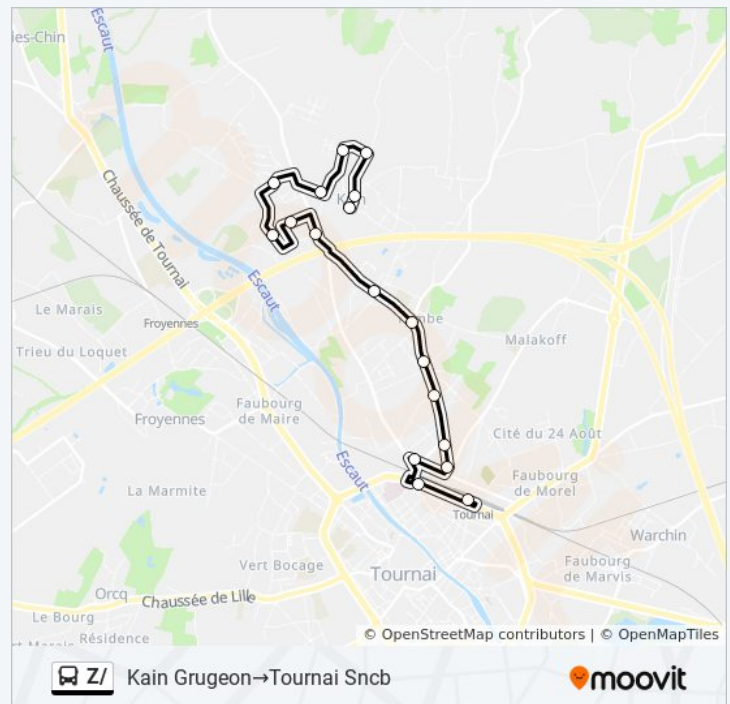 Escaut
ies-Chin
Chaussée de Tournai
Escaut
Le Marais
Froyennes
Trieu du Loquet
Malakoff
Faubourg
de Maire
Froyennes
Cité du 24 Août
Escaut
Faubourg
de Morel
La Marmite
Tournai
Warchin
Vert Bocage
Tournai
Faubourg
de Marvis
Orcq
Chaussée de Lille
Le Bourg
Résidence
© OpenStreetMap contributors | © OpenMapTiles
Z/ Kain Grugeon→Tournai Sncb
moovit